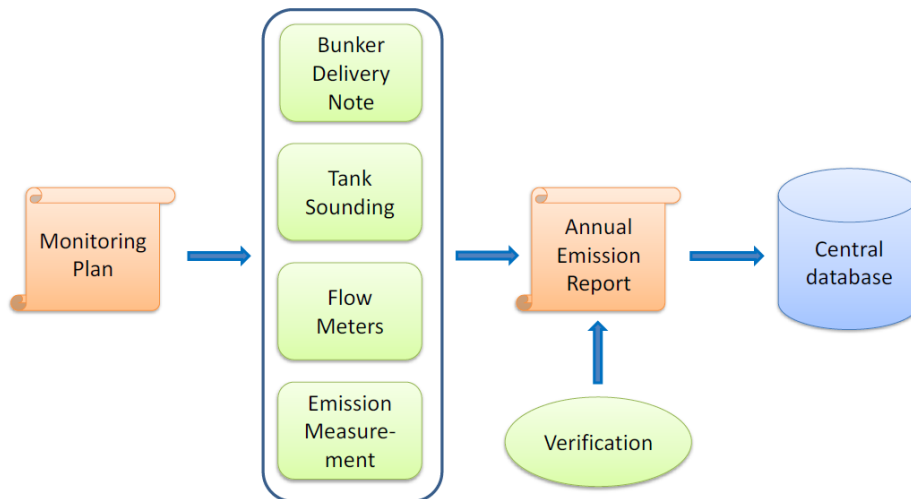 Bunker
Delivery
Note
Tank
Sounding
Monitoring
Plan
Annual
Emission
Report
Central
database
Flow
Meters
Emission
Measure-
ment
Verification